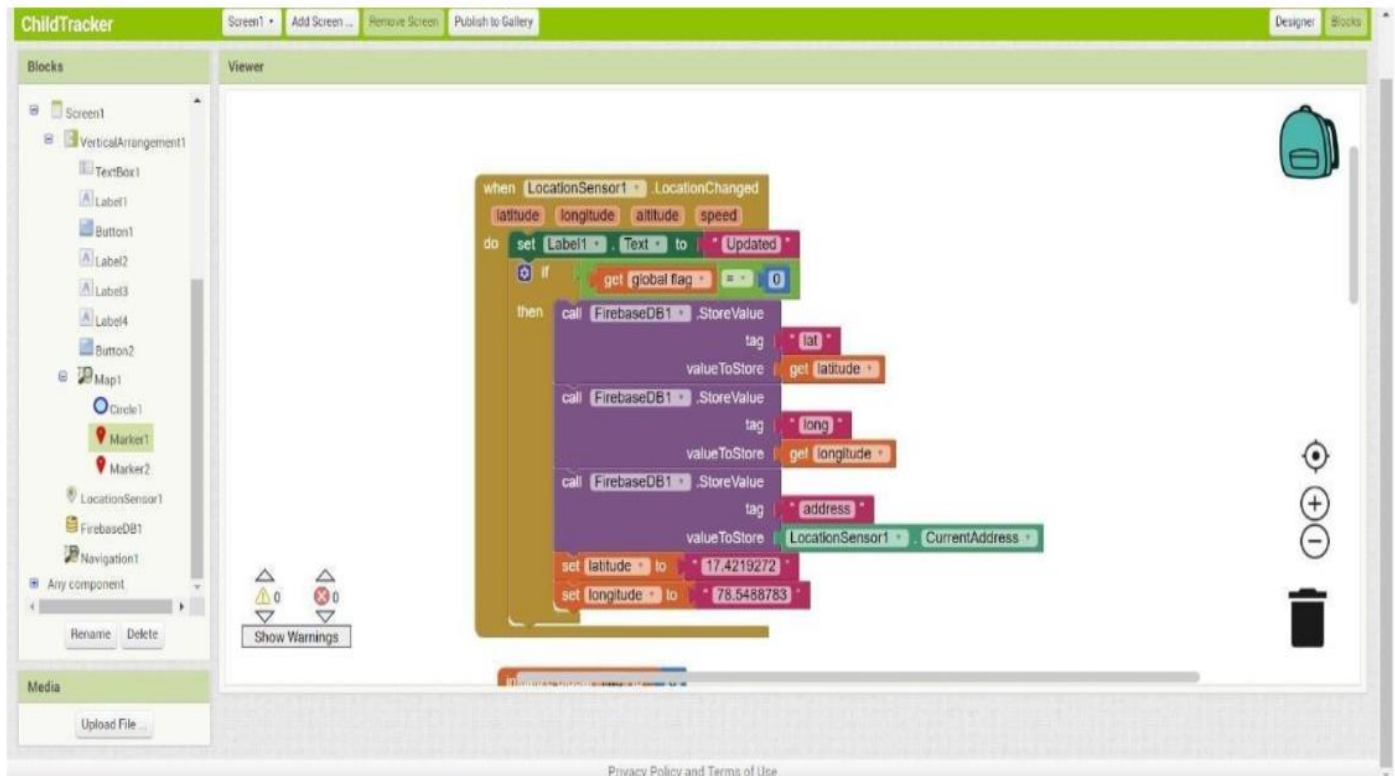 ChildTracker
Screen1 Add Screen ... Remove Screen Publish to Gallery Designer Blocks
Blocks
Viewer
Screen1
VerticalArrangement1
TextBox1
Label1
Button1
Label2
Label3
Label4
Button2
Map1
Circle1
Marker1
Marker2
LocationSensor1
FirebaseDB1
Navigation1
Any component
Rename Delete
Media
Upload File ...
when LocationSensor1 .LocationChanged
latitude longitude altitude speed
do set Label1 . Text to " Updated "
if get global flag = 0
then call FirebaseDB1 .StoreValue
tag " lat "
valueToStore get latitude
call FirebaseDB1 .StoreValue
tag " long "
valueToStore get longitude
call FirebaseDB1 .StoreValue
tag " address "
valueToStore LocationSensor1 . CurrentAddress
set latitude to " 17.4219272 "
set longitude to " 78.5488783 "
0 0
Show Warnings
Privacy Policy and Terms of Use